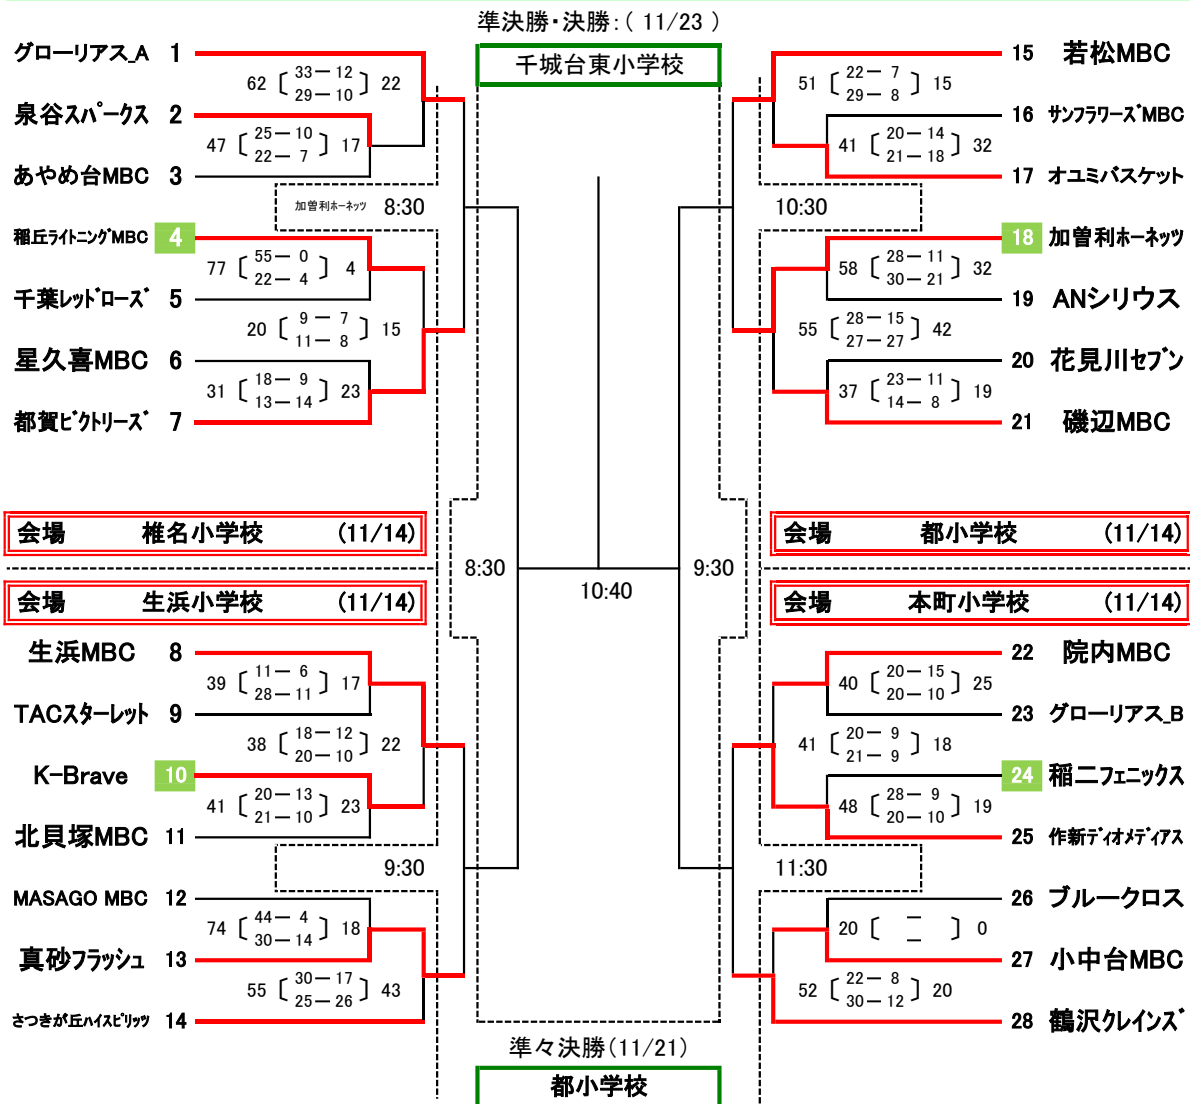 準決勝・決勝:( 11/23 )
千城台東小学校
グローリアス_A 1
62 33－12 29－10 22
泉谷スパークス 2
47 25－10 22－7 17
あやめ台MBC 3
加曽利ホーネッツ 8:30
稲丘ライトニングMBC 4
77 55－0 22－4 4
千葉レッドローズ 5
20 9－7 11－8 15
星久喜MBC 6
31 18－9 13－14 23
都賀ビクトリーズ 7
15 若松MBC
51 22－7 29－8 15
16 サンフラワーズMBC
41 20－14 21－18 32
17 オユミバスケット
10:30
18 加曽利ホーネッツ
58 28－11 30－21 32
19 ANシリウス
55 28－15 27－27 42
20 花見川セブン
37 23－11 14－8 19
21 磯辺MBC
会場 椎名小学校 (11/14)
会場 都小学校 (11/14)
8:30
10:40
9:30
会場 生浜小学校 (11/14)
会場 本町小学校 (11/14)
生浜MBC 8
39 11－6 28－11 17
TACスターレット 9
38 18－12 20－10 22
K-Brave 10
41 20－13 21－10 23
北貝塚MBC 11
9:30
MASAGO MBC 12
74 44－4 30－14 18
真砂フラッシュ 13
55 30－17 25－26 43
さつきが丘ハイスピリッツ 14
22 院内MBC
40 20－15 20－10 25
23 グローリアス_B
41 20－9 21－9 18
24 稲二フェニックス
48 28－9 20－10 19
25 作新ディオメディアス
11:30
26 ブルークロス
20 － － 0
27 小中台MBC
52 22－8 30－12 20
28 鶴沢クレインズ
準々決勝(11/21)
都小学校